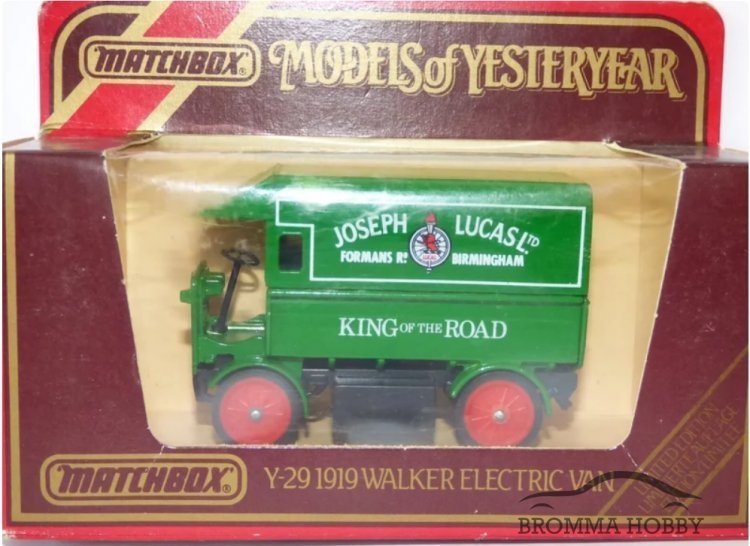 MATCHBOX
MODELS of YESTERYEAR
JOSEPH LUCAS LTD
FORMANS RD BIRMINGHAM
KING OF THE ROAD
MATCHBOX
Y-29 1919 WALKER ELECTRIC VAN
LIMITED EDITION
BROMMA HOBBY